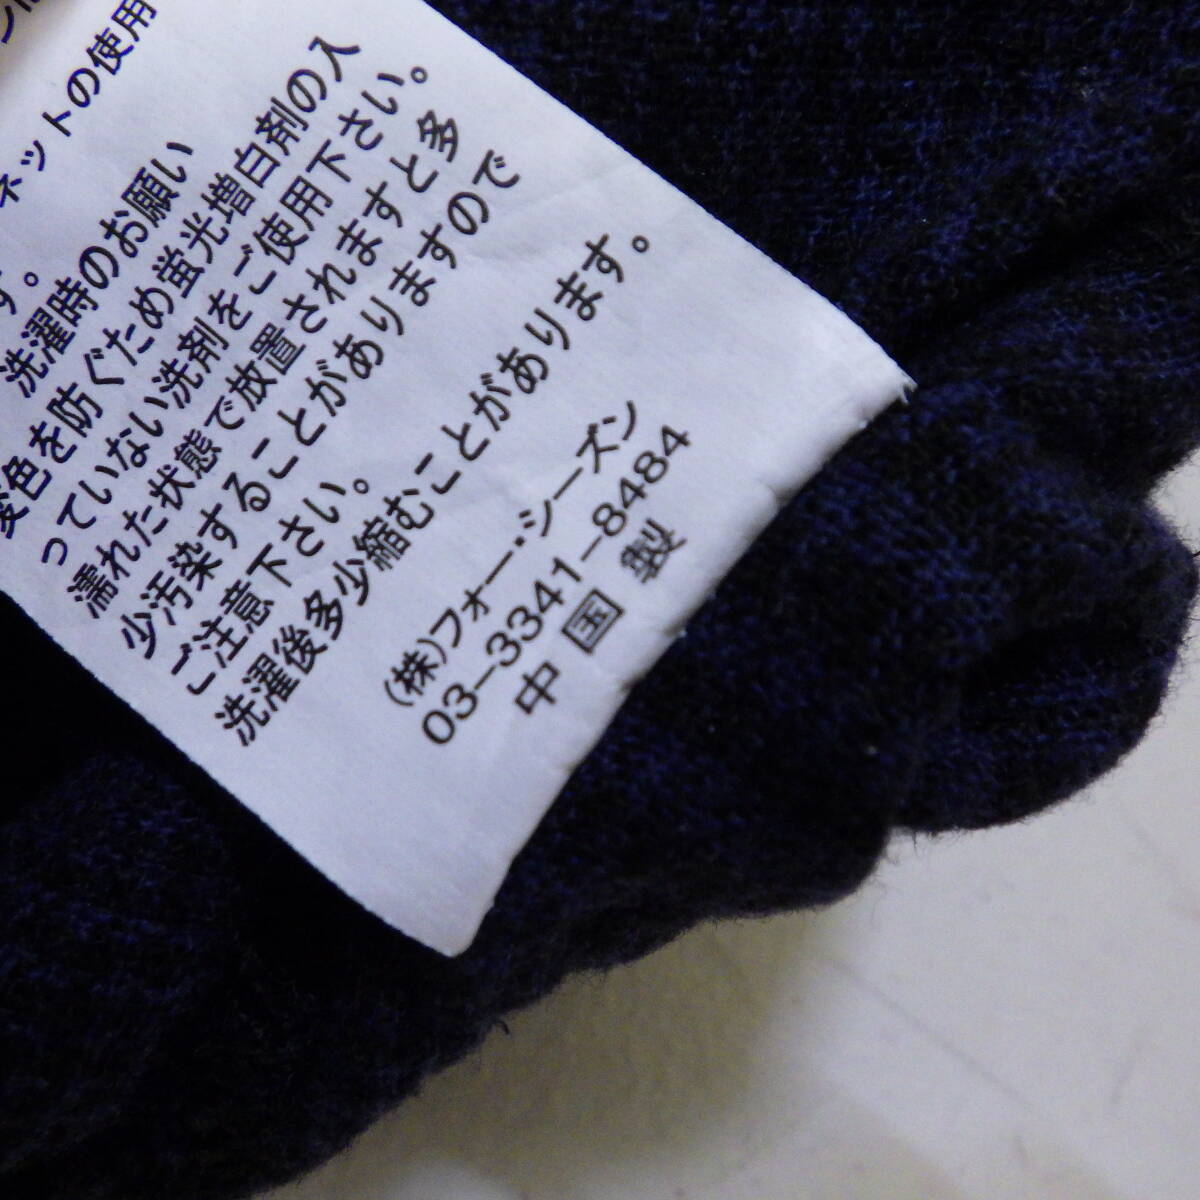 ネットの使用
す。
洗濯時のお願い
変色を防ぐため蛍光増白剤の入
っていない洗剤をご使用下さい。
濡れた状態で放置されますと多
少汚染することがありますので
ご注意下さい。
洗濯後多少縮むことがあります。
(株)フォー・シーズン
03-3341-8484
中国製